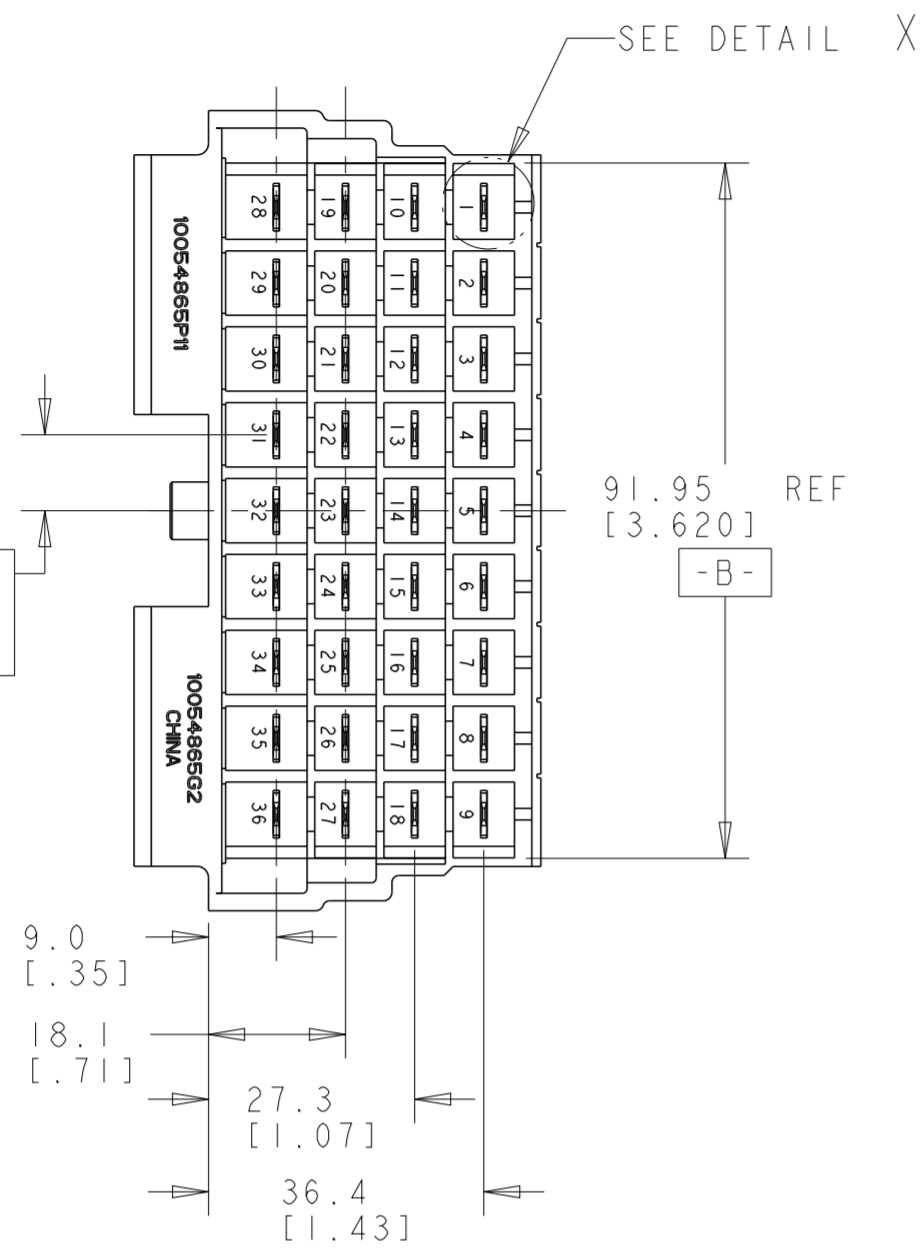 SEE DETAIL X
10054865P11
28 19 10 1
29 20 11 2
30 21 12 3
31 22 13 4
32 23 14 5
33 24 15 6
34 25 16 7
35 26 17 8
36 27 18 9
10054865G2
CHINA
91.95 REF
[3.620]
-B-
9.0
[.35]
18.1
[.71]
27.3
[1.07]
36.4
[1.43]